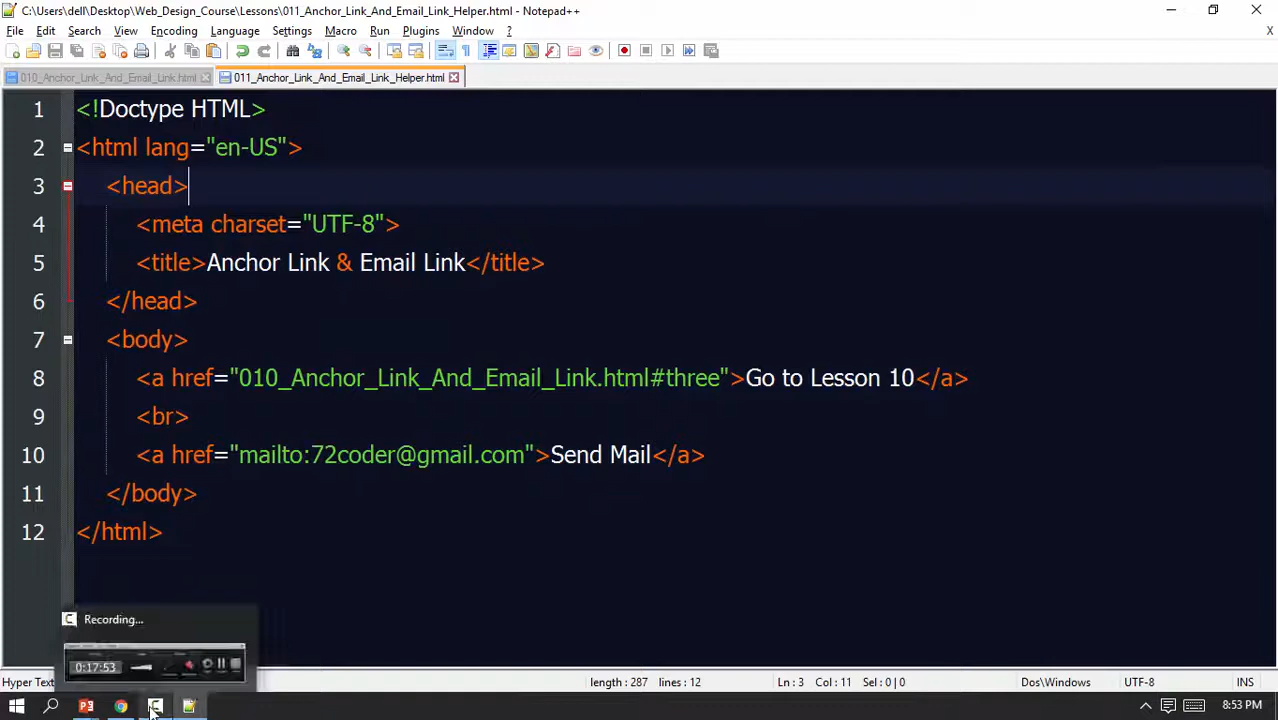 C:\Users\dell\Desktop\Web_Design_Course\Lessons\011_Anchor_Link_And_Email_Link_Helper.html - Notepad++
File Edit Search View Encoding Language Settings Macro Run Plugins Window ? X
010_Anchor_Link_And_Email_Link.html 011_Anchor_Link_And_Email_Link_Helper.html
1 <!Doctype HTML>
2 <html lang="en-US">
3 <head>
4 <meta charset="UTF-8">
5 <title>Anchor Link & Email Link</title>
6 </head>
7 <body>
8 <a href="010_Anchor_Link_And_Email_Link.html#three">Go to Lesson 10</a>
9 <br>
10 <a href="mailto:72coder@gmail.com">Send Mail</a>
11 </body>
12 </html>
Recording...
0:17:53
Hyper Text length : 287 lines : 12 Ln : 3 Col : 11 Sel : 0 | 0 Dos\Windows UTF-8 INS
8:53 PM